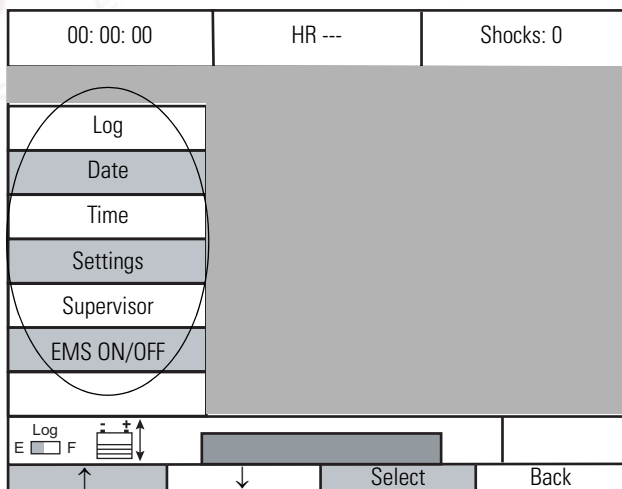 00: 00: 00 HR --- Shocks: 0
Log
Date
Time
Settings
Supervisor
EMS ON/OFF
Log
E F - +
↑ ↓ Select Back